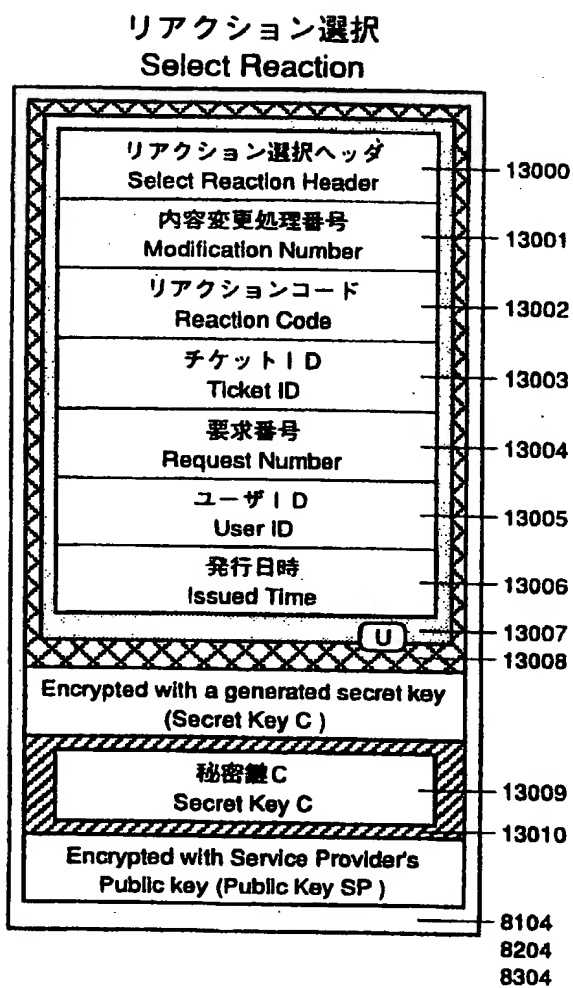 リアクション選択
Select Reaction
リアクション選択ヘッダ
Select Reaction Header
13000
内容変更処理番号
Modification Number
13001
リアクションコード
Reaction Code
13002
チケットID
Ticket ID
13003
要求番号
Request Number
13004
ユーザID
User ID
13005
発行日時
Issued Time
13006
U
13007
13008
Encrypted with a generated secret key
(Secret Key C )
秘密鍵C
Secret Key C
13009
13010
Encrypted with Service Provider's
Public key (Public Key SP )
8104
8204
8304